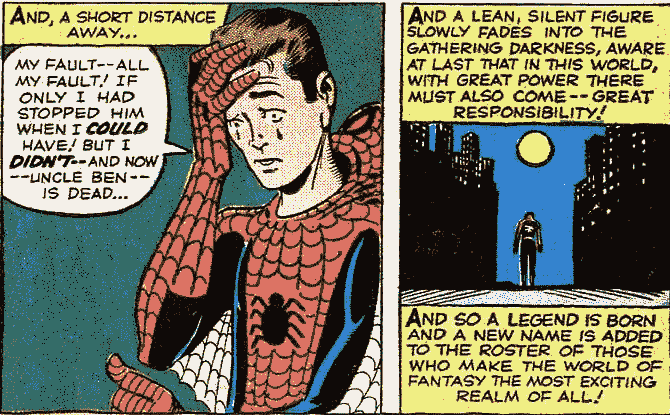 AND, A SHORT DISTANCE
AWAY...
MY FAULT--ALL
MY FAULT! IF
ONLY I HAD
STOPPED HIM
WHEN I COULD
HAVE! BUT I
DIDN'T--AND NOW
--UNCLE BEN--
IS DEAD...
AND A LEAN, SILENT FIGURE
SLOWLY FADES INTO THE
GATHERING DARKNESS, AWARE
AT LAST THAT IN THIS WORLD,
WITH GREAT POWER THERE
MUST ALSO COME--GREAT
RESPONSIBILITY!
AND SO A LEGEND IS BORN
AND A NEW NAME IS ADDED
TO THE ROSTER OF THOSE
WHO MAKE THE WORLD OF
FANTASY THE MOST EXCITING
REALM OF ALL!